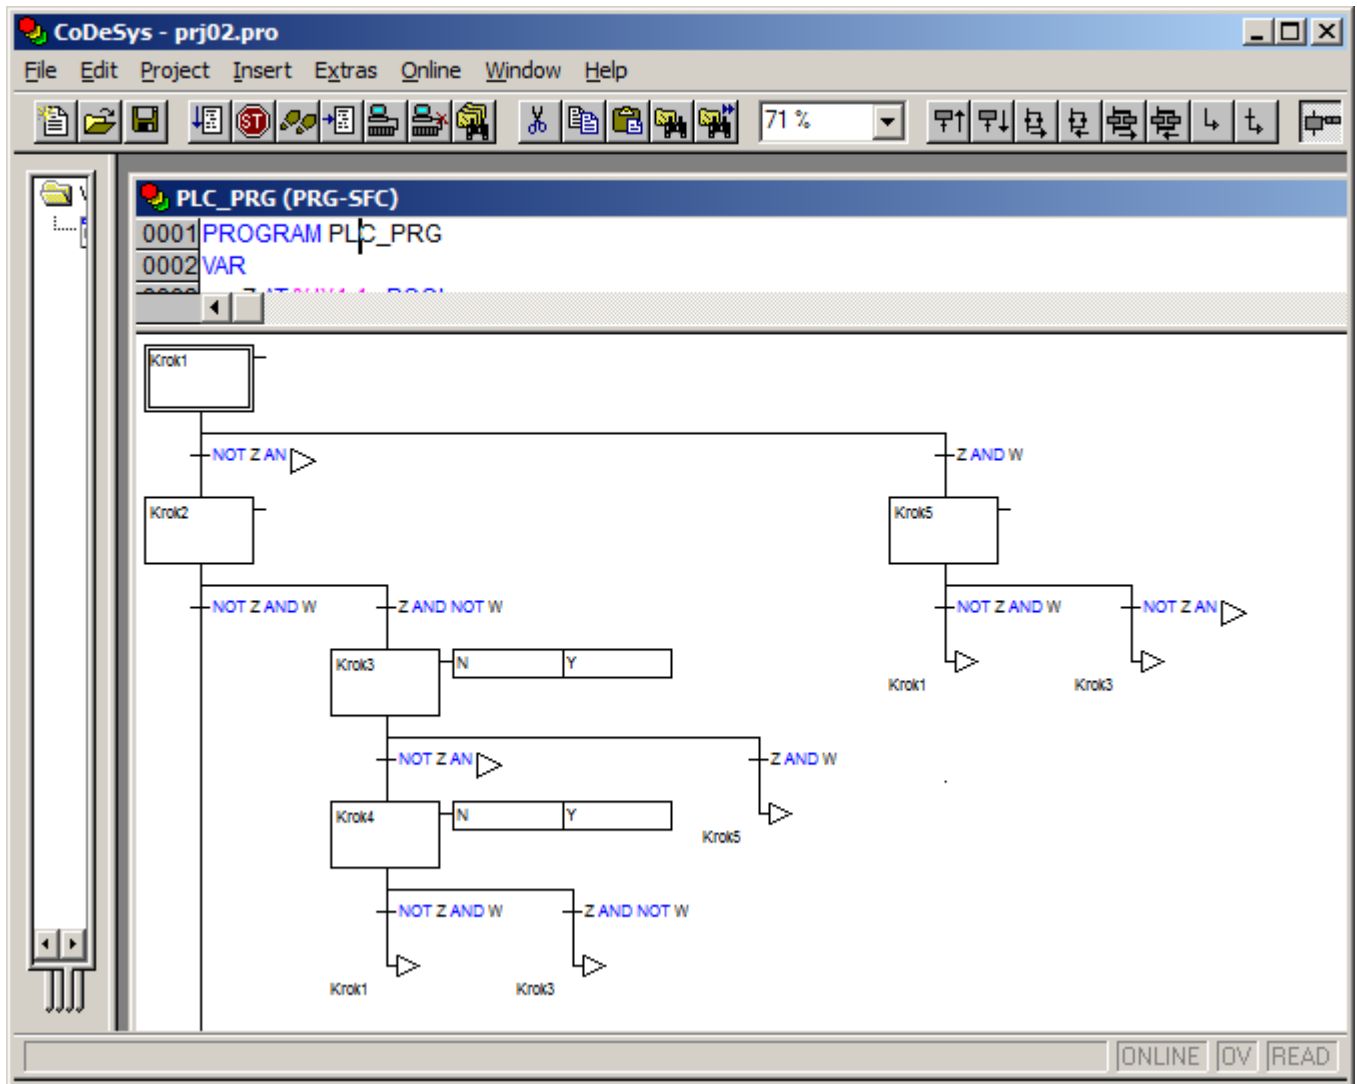 CoDeSys - prj02.pro
File Edit Project Insert Extras Online Window Help
ST 71 %
PLC_PRG (PRG-SFC)
0001 PROGRAM PLC_PRG
0002 VAR
Krok1
NOT Z AN Z AND W
Krok2 Krok5
NOT Z AND W Z AND NOT W NOT Z AND W NOT Z AN
Krok3 N Y
Krok1 Krok3
NOT Z AN Z AND W
Krok4 N Y
Krok5
NOT Z AND W Z AND NOT W
Krok1 Krok3
ONLINE OV READ